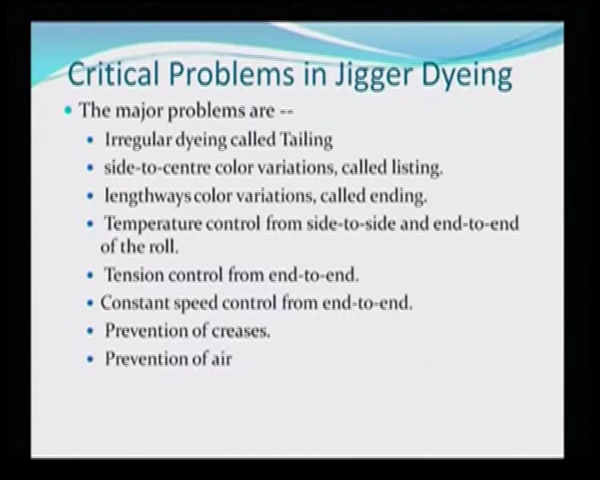 Critical Problems in Jigger Dyeing
• The major problems are --
• Irregular dyeing called Tailing
• side-to-centre color variations, called listing.
• lengthways color variations, called ending.
• Temperature control from side-to-side and end-to-end
of the roll.
• Tension control from end-to-end.
• Constant speed control from end-to-end.
• Prevention of creases.
• Prevention of air